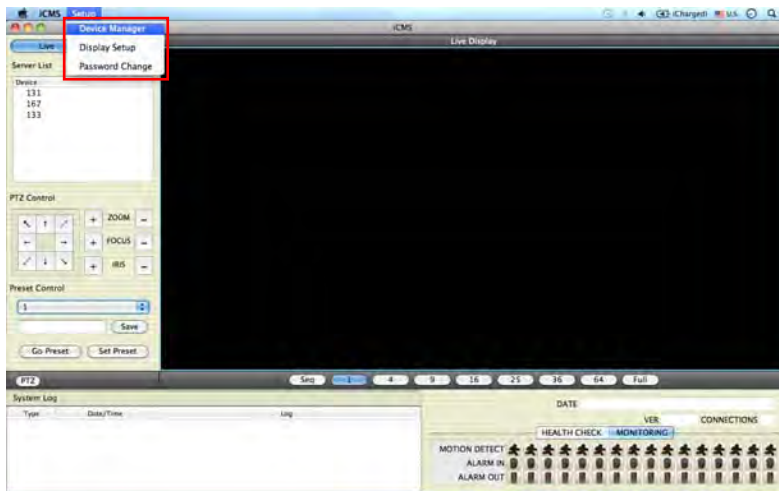 iCMS Setup (Charged) U.S.
Device Manager
Display Setup
Password Change
iCMS
Live
Live Display
Server List
Device
131
167
133
PTZ Control
+ ZOOM −
+ FOCUS −
+ IRIS −
Preset Control
1
Save
Go Preset Set Preset
PTZ Seq 1 4 9 16 25 36 64 Full
System Log
Type Date/Time Log
DATE
VER CONNECTIONS
HEALTH CHECK MONITORING
MOTION DETECT
ALARM IN
ALARM OUT